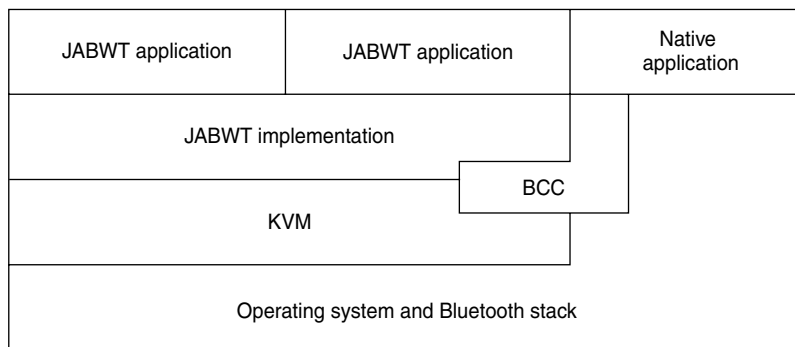 JABWT application
JABWT application
Native
application
JABWT implementation
BCC
KVM
Operating system and Bluetooth stack